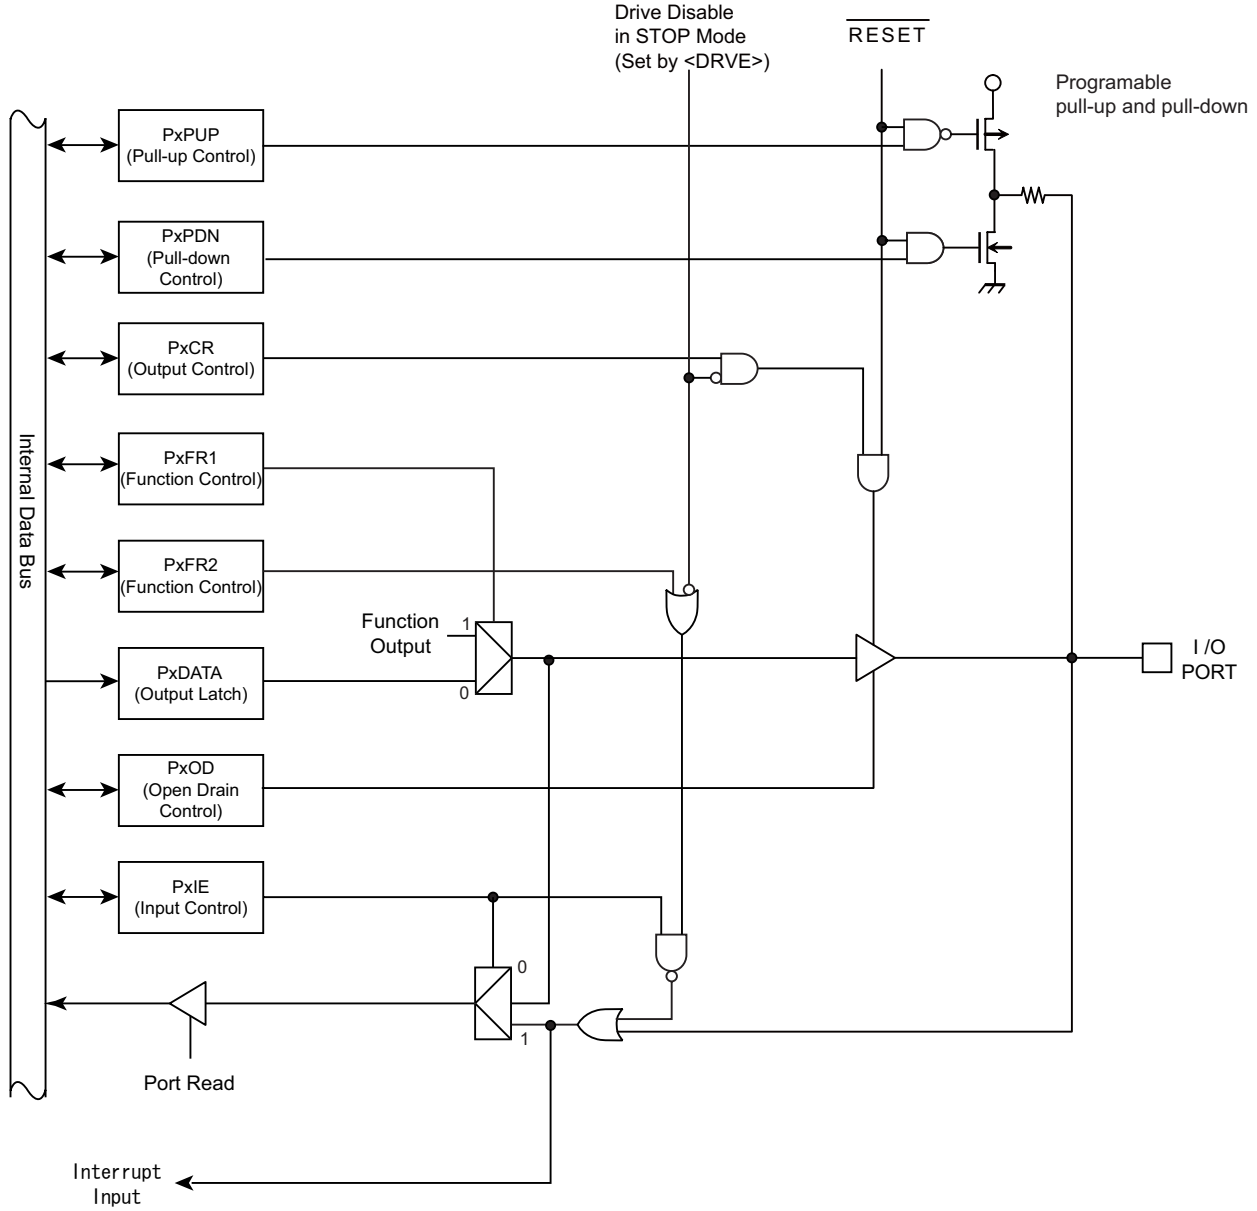 Drive Disable
in STOP Mode
(Set by <DRVE>)
RESET
Programable
pull-up and pull-down
PxPUP
(Pull-up Control)
PxPDN
(Pull-down
Control)
PxCR
(Output Control)
Internal Data Bus
PxFR1
(Function Control)
PxFR2
(Function Control)
Function
Output
1
0
PxDATA
(Output Latch)
I /O
PORT
PxOD
(Open Drain
Control)
PxIE
(Input Control)
0
1
Port Read
Interrupt
Input